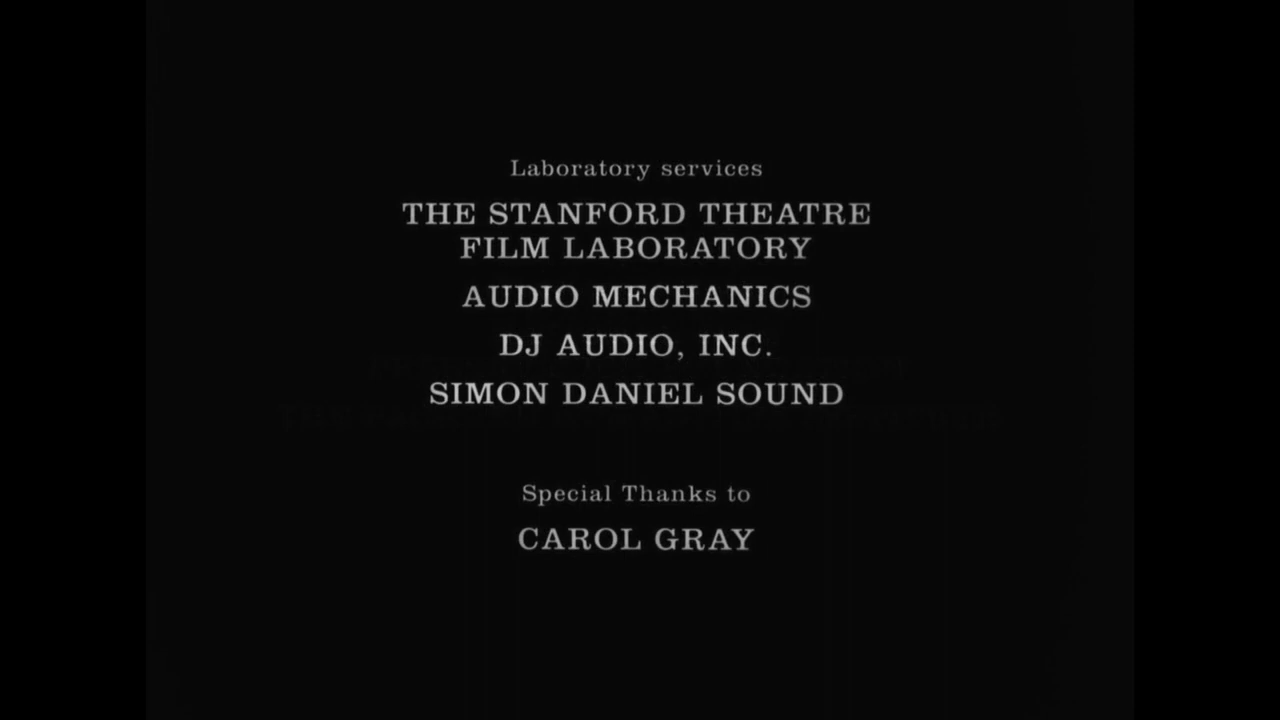 Laboratory services
THE STANFORD THEATRE
FILM LABORATORY
AUDIO MECHANICS
DJ AUDIO, INC.
SIMON DANIEL SOUND
Special Thanks to
CAROL GRAY